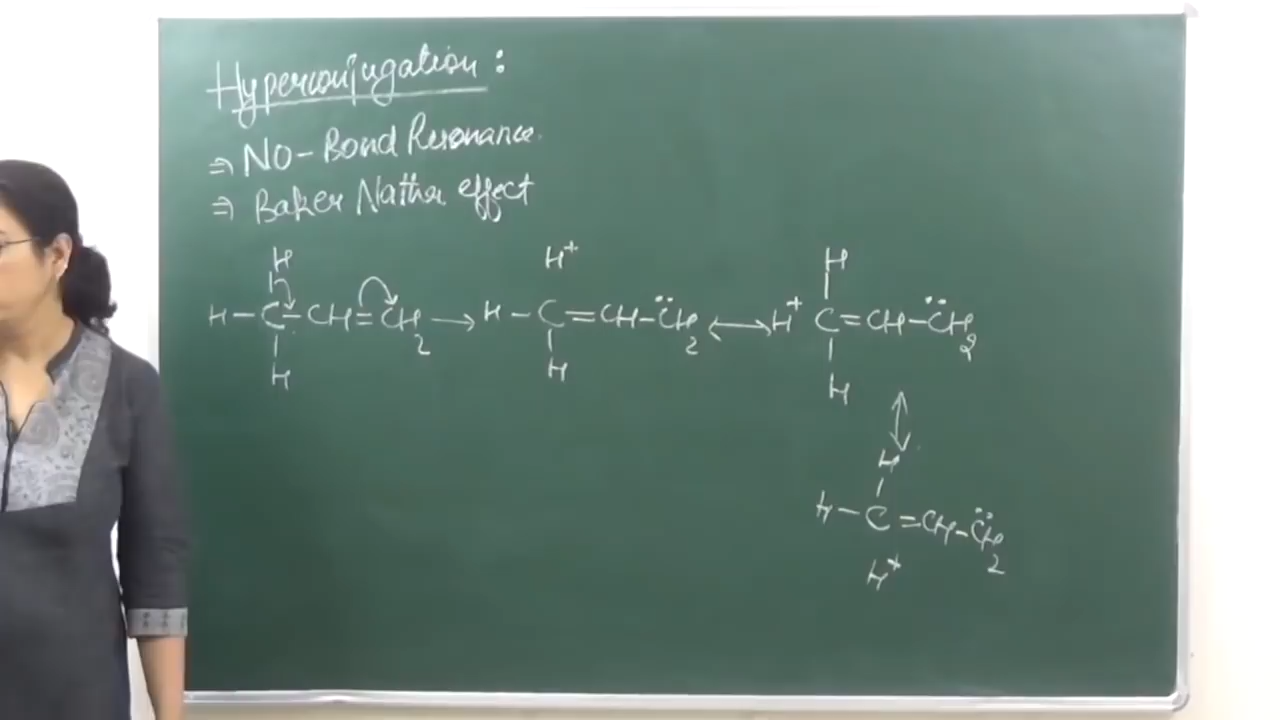 Hyperconjugation :
⇒ No-Bond Resonance.
⇒ Baker Nathan effect
H H⁺ H
H-C-CH=CH₂ → H-C=CH-C̈H₂ ↔ H⁺ C=CH-C̈H₂
H H H
↕
H
H-C=CH-C̈H₂
H⁺